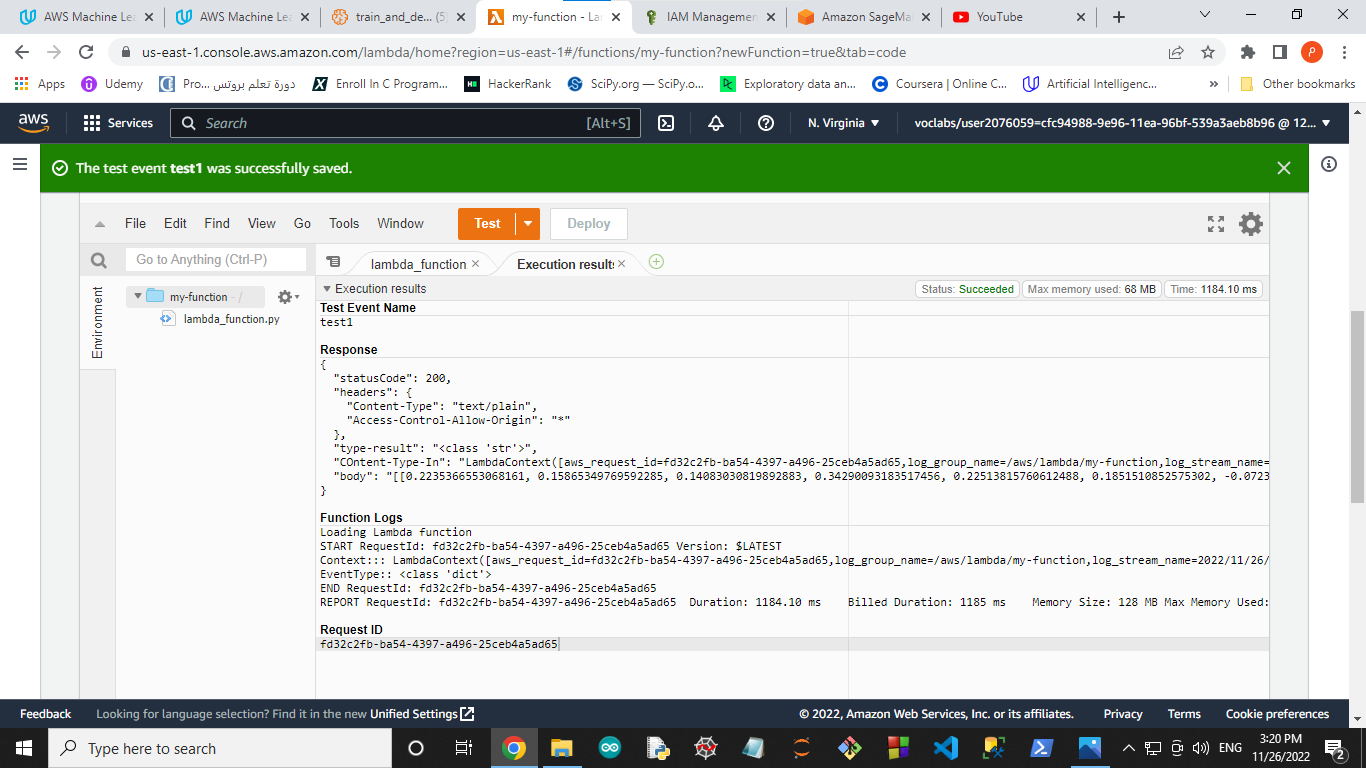 AWS Machine Lea
AWS Machine Lea
train_and_de... (5)
my-function - La
IAM Managemen
Amazon SageMa
YouTube
us-east-1.console.aws.amazon.com/lambda/home?region=us-east-1#/functions/my-function?newFunction=true&tab=code
P
Apps
Udemy
Pro... دورة تعلم بروتس
Enroll In C Program...
HackerRank
SciPy.org — SciPy.o...
Exploratory data an...
Coursera | Online C...
Artificial Intelligenc...
»
Other bookmarks
aws
Services
Search
[Alt+S]
N. Virginia
voclabs/user2076059=cfc94988-9e96-11ea-96bf-539a3aeb8b96 @ 12...
The test event test1 was successfully saved.
File Edit Find View Go Tools Window
Test
Deploy
Go to Anything (Ctrl-P)
lambda_function
Execution results
Environment
my-function - /
lambda_function.py
Execution results
Status: Succeeded
Max memory used: 68 MB
Time: 1184.10 ms
Test Event Name
test1
Response
{
"statusCode": 200,
"headers": {
"Content-Type": "text/plain",
"Access-Control-Allow-Origin": "*"
},
"type-result": "<class 'str'>",
"COntent-Type-In": "LambdaContext([aws_request_id=fd32c2fb-ba54-4397-a496-25ceb4a5ad65,log_group_name=/aws/lambda/my-function,log_stream_name=
"body": "[[0.2235366553068161, 0.15865349769592285, 0.14083030819892883, 0.34290093183517456, 0.22513815760612488, 0.1851510852575302, -0.0723
}
Function Logs
Loading Lambda function
START RequestId: fd32c2fb-ba54-4397-a496-25ceb4a5ad65 Version: $LATEST
Context::: LambdaContext([aws_request_id=fd32c2fb-ba54-4397-a496-25ceb4a5ad65,log_group_name=/aws/lambda/my-function,log_stream_name=2022/11/26/
EventType:: <class 'dict'>
END RequestId: fd32c2fb-ba54-4397-a496-25ceb4a5ad65
REPORT RequestId: fd32c2fb-ba54-4397-a496-25ceb4a5ad65 Duration: 1184.10 ms Billed Duration: 1185 ms Memory Size: 128 MB Max Memory Used:
Request ID
fd32c2fb-ba54-4397-a496-25ceb4a5ad65
Feedback
Looking for language selection? Find it in the new Unified Settings
© 2022, Amazon Web Services, Inc. or its affiliates.
Privacy
Terms
Cookie preferences
Type here to search
ENG
3:20 PM
11/26/2022
2